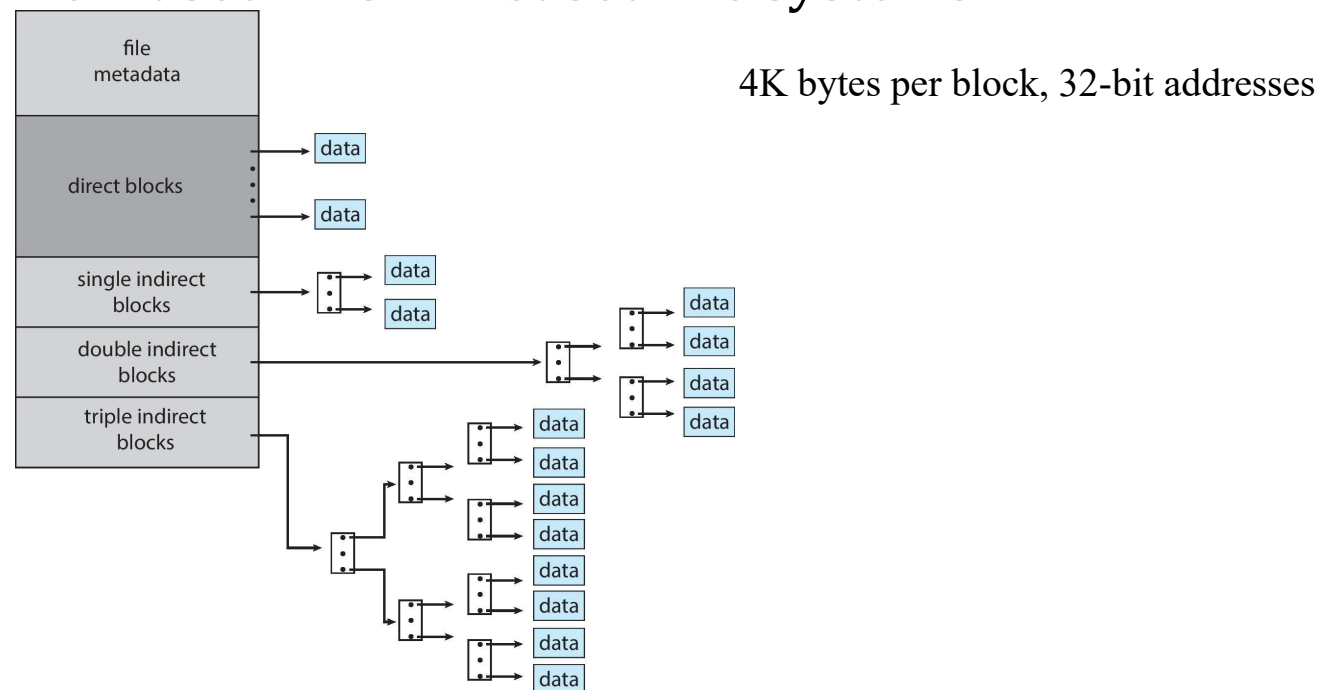 file
metadata
4K bytes per block, 32-bit addresses
direct blocks
data
data
single indirect
blocks
data
data
double indirect
blocks
data
data
data
data
triple indirect
blocks
data
data
data
data
data
data
data
data